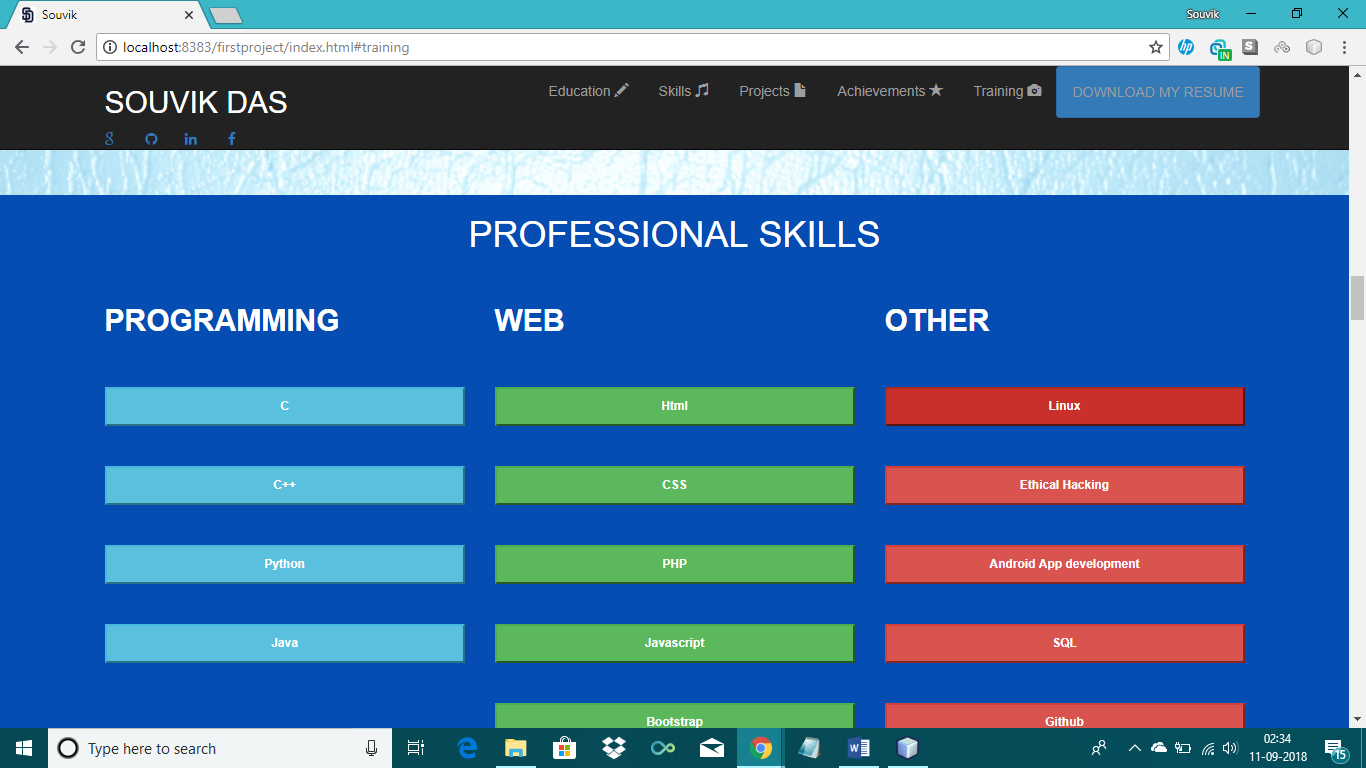 Souvik
Souvik
localhost:8383/firstproject/index.html#training
IN
SOUVIK DAS
Education
Skills
Projects
Achievements
Training
DOWNLOAD MY RESUME
PROFESSIONAL SKILLS
PROGRAMMING
WEB
OTHER
C
Html
Linux
C++
CSS
Ethical Hacking
Python
PHP
Android App development
Java
Javascript
SQL
Bootstrap
Github
Type here to search
02:34
11-09-2018
15